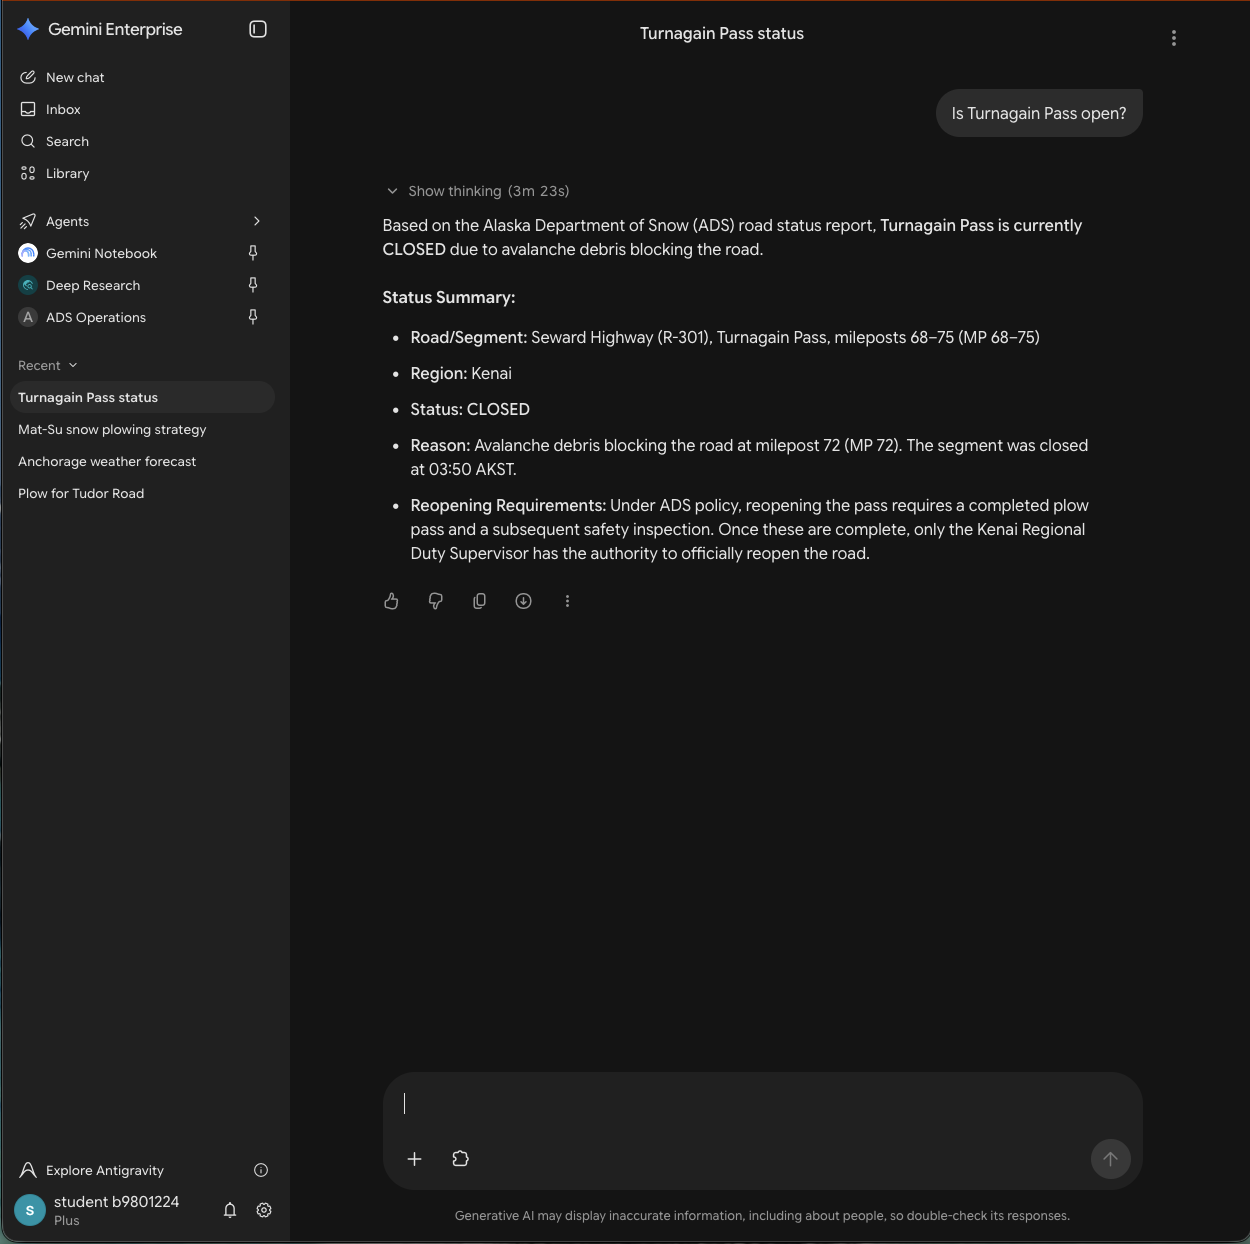 Gemini Enterprise
New chat
Inbox
Search
Library
Agents
Gemini Notebook
Deep Research
A ADS Operations
Recent
Turnagain Pass status
Mat-Su snow plowing strategy
Anchorage weather forecast
Plow for Tudor Road
Explore Antigravity
S
student b9801224
Plus
Turnagain Pass status
Is Turnagain Pass open?
Show thinking (3m 23s)
Based on the Alaska Department of Snow (ADS) road status report, Turnagain Pass is currently
CLOSED due to avalanche debris blocking the road.
Status Summary:
• Road/Segment: Seward Highway (R-301), Turnagain Pass, mileposts 68–75 (MP 68–75)
• Region: Kenai
• Status: CLOSED
• Reason: Avalanche debris blocking the road at milepost 72 (MP 72). The segment was closed
at 03:50 AKST.
• Reopening Requirements: Under ADS policy, reopening the pass requires a completed plow
pass and a subsequent safety inspection. Once these are complete, only the Kenai Regional
Duty Supervisor has the authority to officially reopen the road.
Generative AI may display inaccurate information, including about people, so double-check its responses.